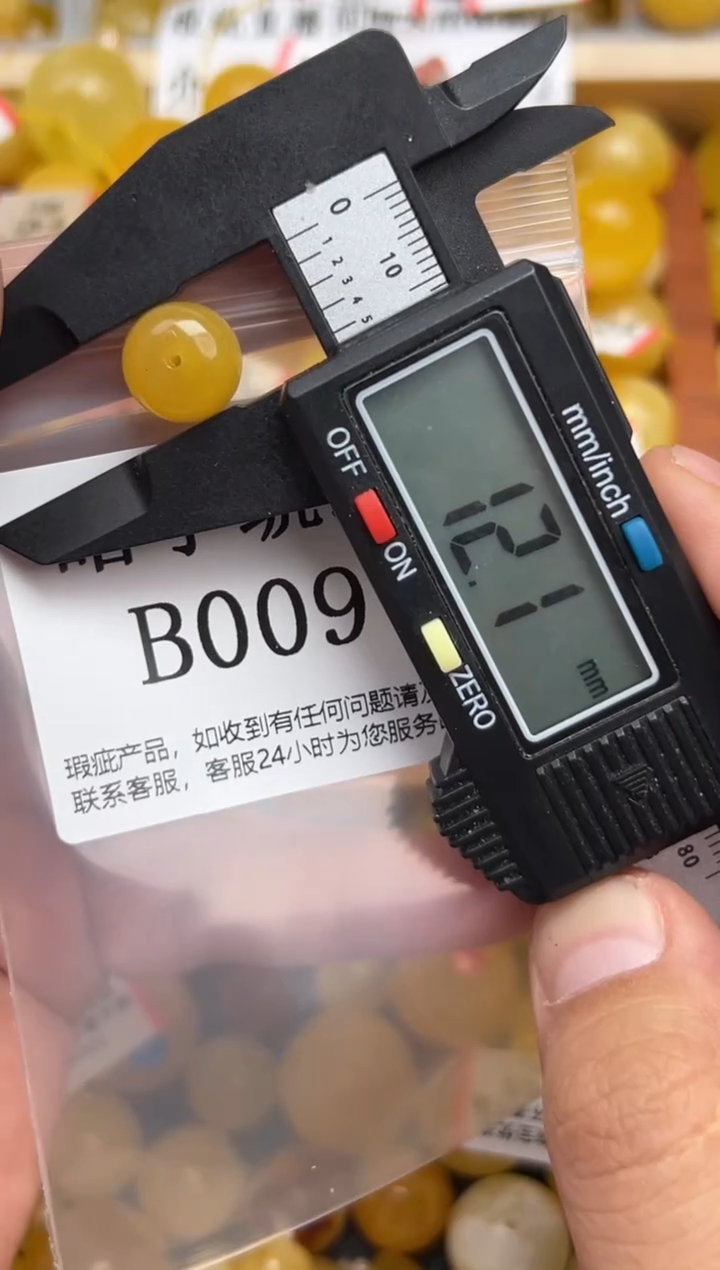 0
10
1
2
3
4
5
OFF
ON
ZERO
mm/inch
12.1
mm
80
B009
瑕疵产品，如收到有任何问题请
联系客服，客服24小时为您服务